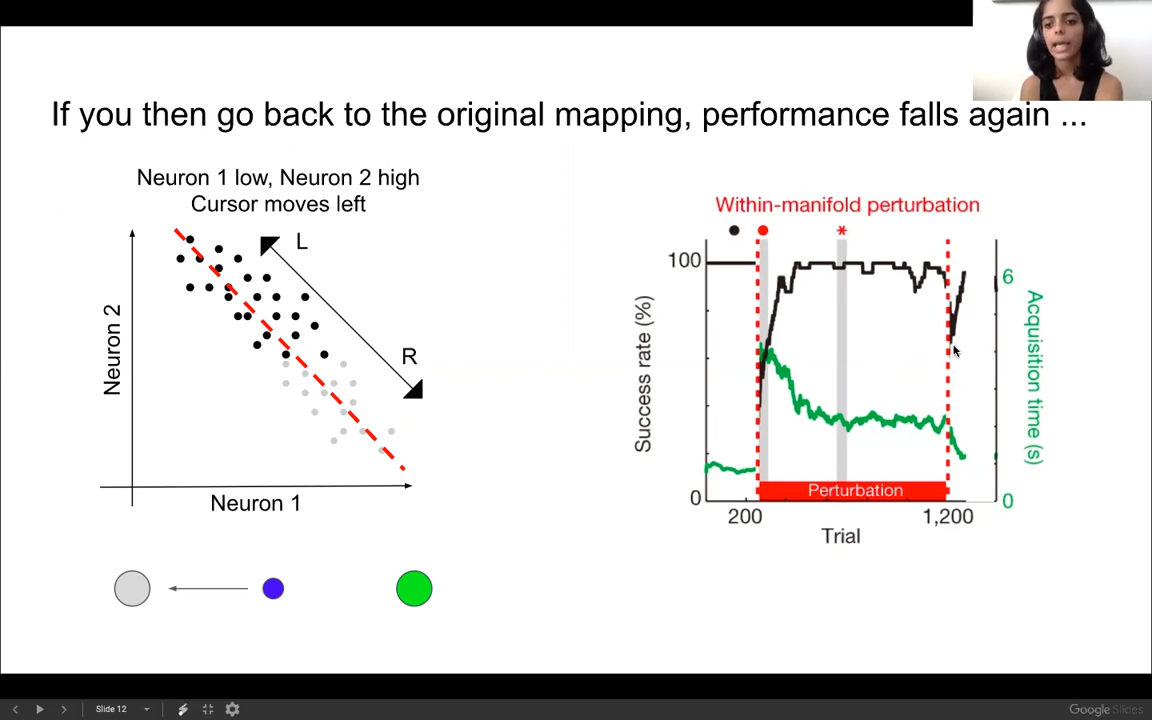 If you then go back to the original mapping, performance falls again ...
Neuron 1 low, Neuron 2 high
Cursor moves left
L
R
Neuron 2
Neuron 1
Within-manifold perturbation
*
100
0
Success rate (%)
6
0
Acquisition time (s)
Perturbation
200
1,200
Trial
Slide 12
Google Slides